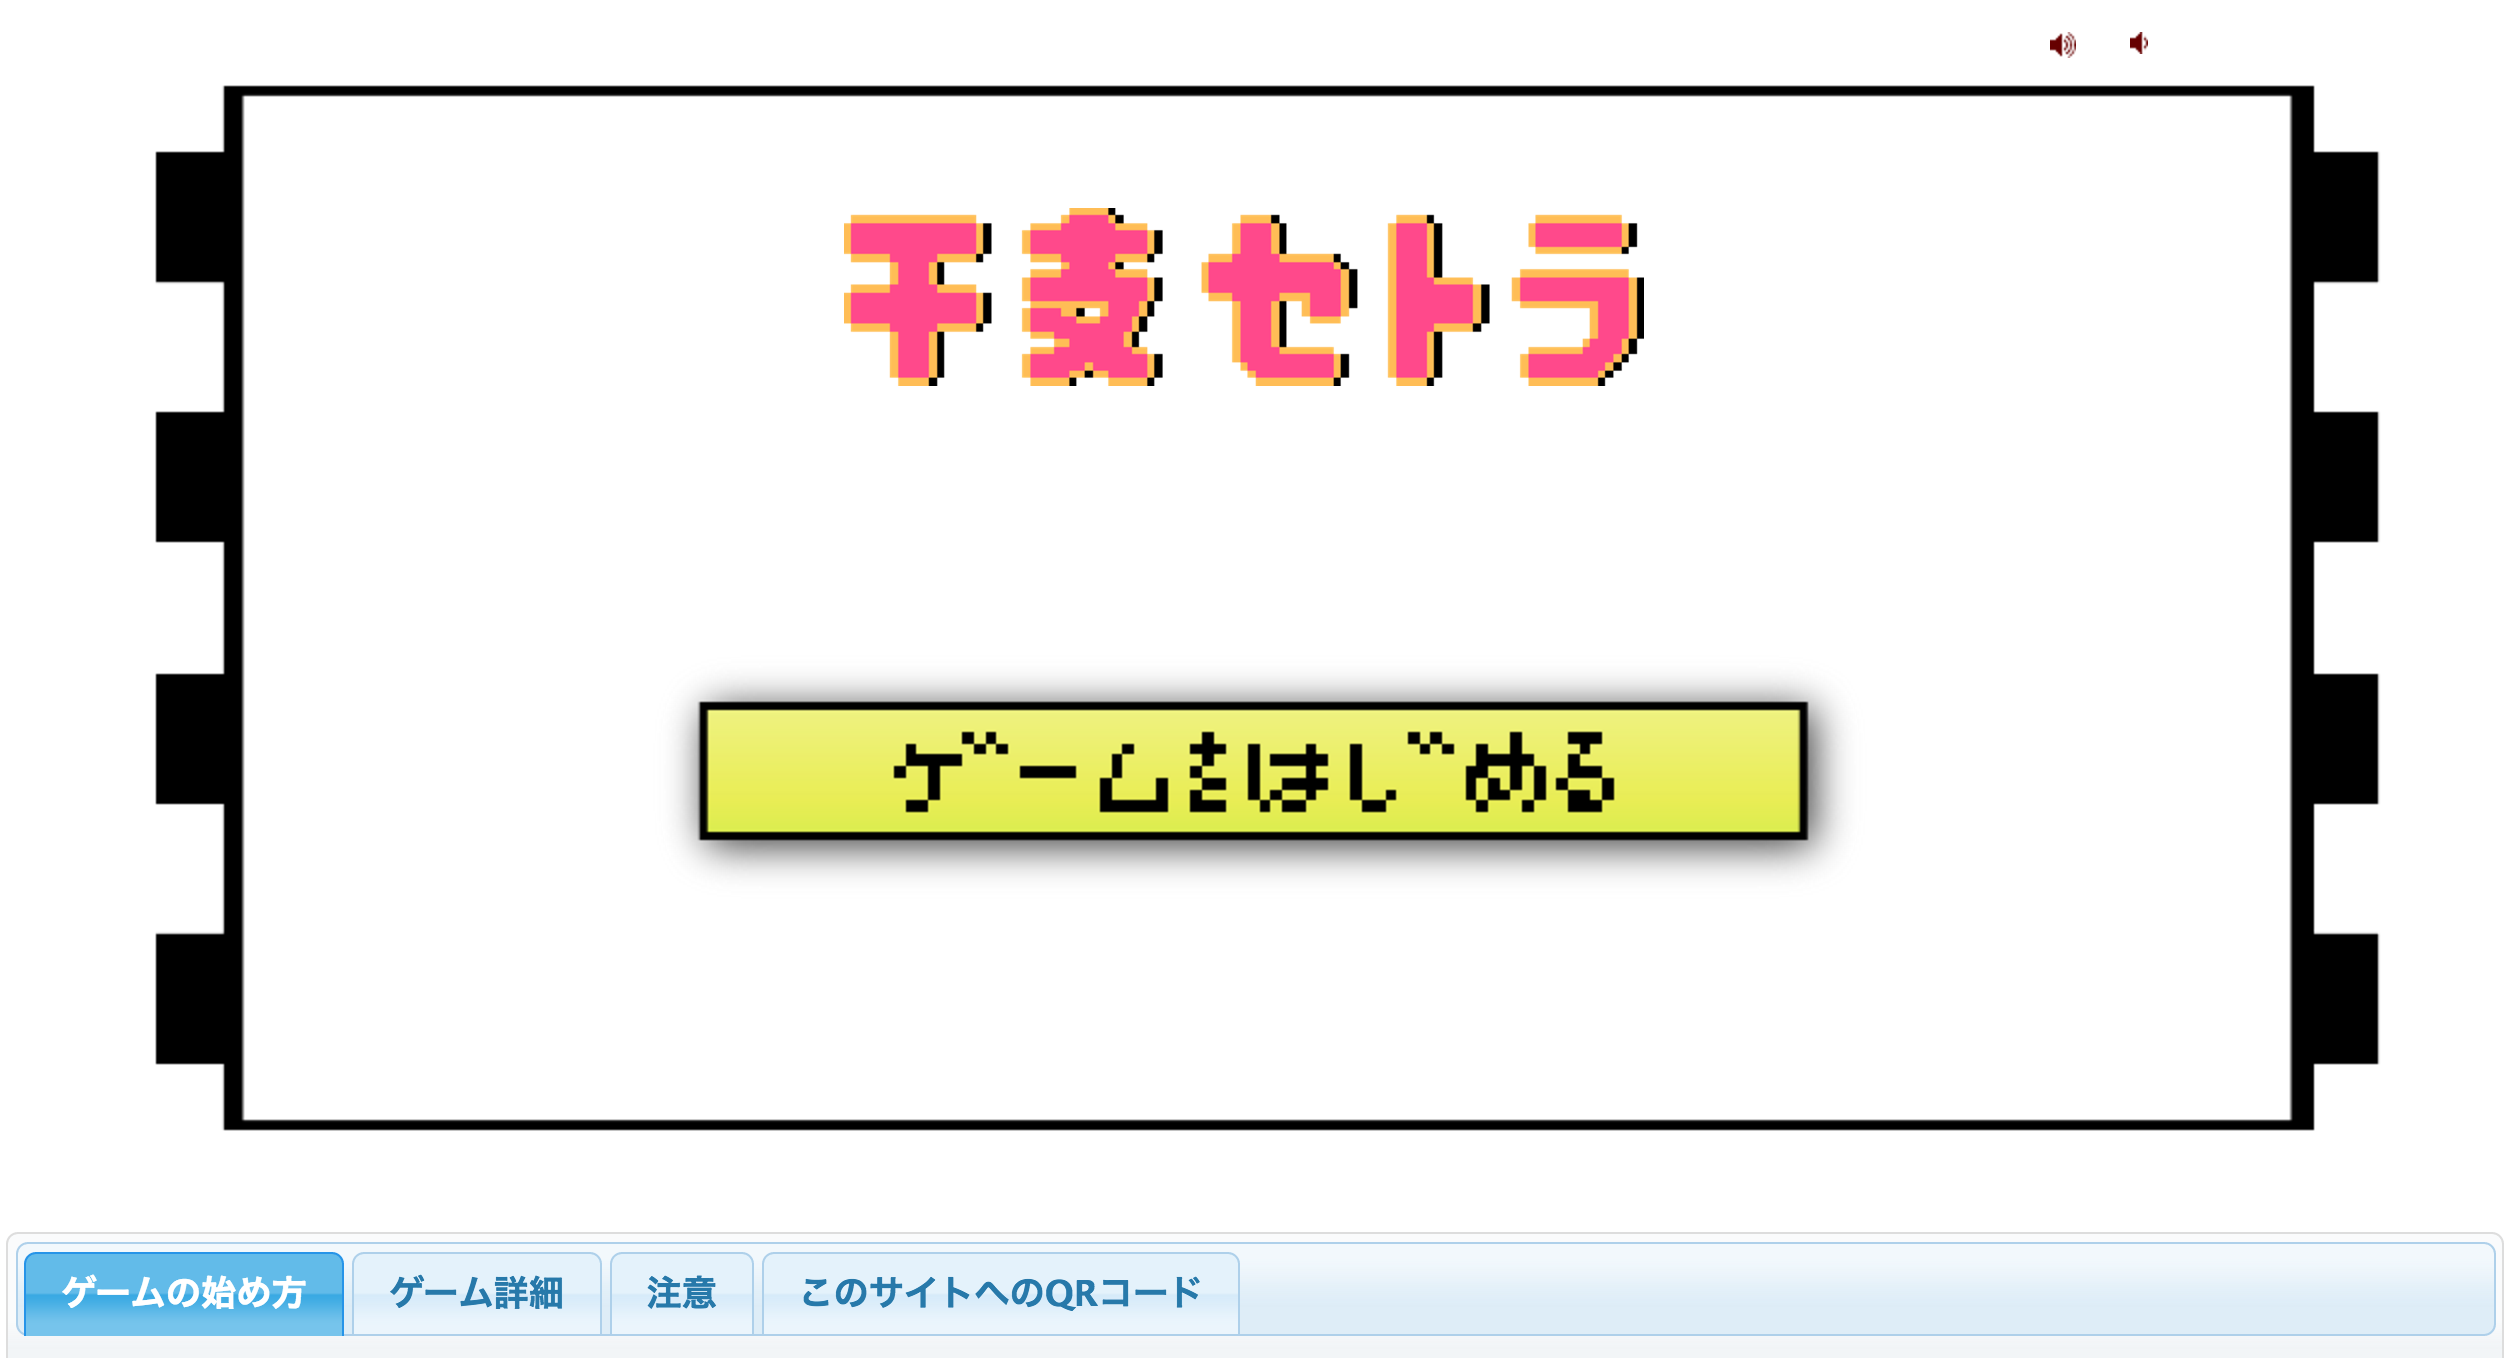 干支セトラ
ゲームをはじめる
ゲームの始め方
ゲーム詳細
注意
このサイトへのQRコード